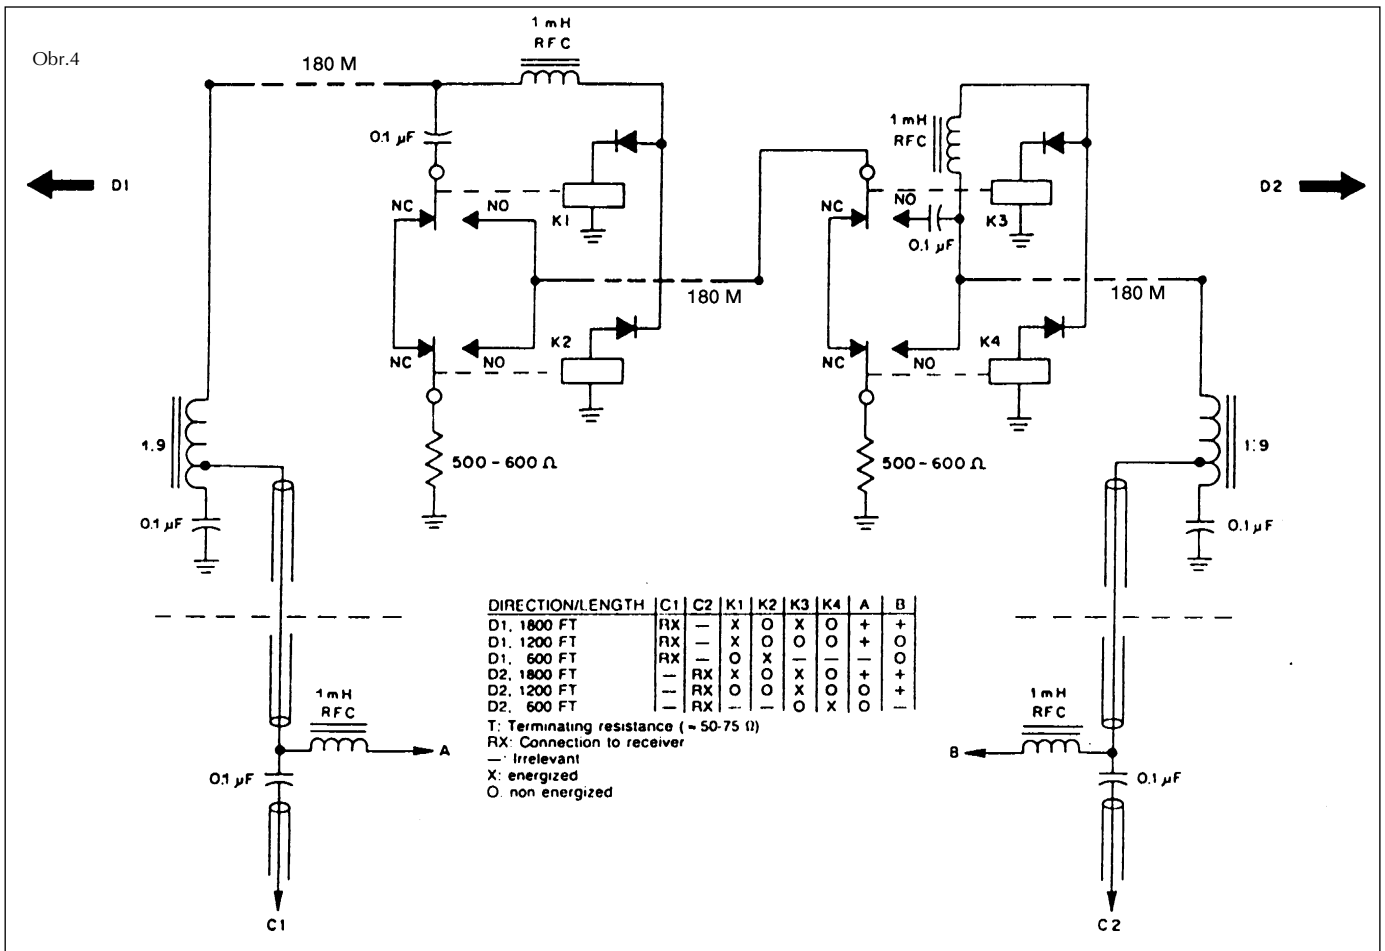 Obr.4
1 mH
RFC
180 M
0.1 µF
1 mH
RFC
D1
D2
NC
NO
K1
NC
NO
K3
0.1 µF
180 M
180 M
NC
NO
K2
NC
NO
K4
1:9
500-600 Ω
500-600 Ω
1:9
0.1 µF
0.1 µF
DIRECTION/LENGTH C1 C2 K1 K2 K3 K4 A B
D1, 1800 FT RX — X O X O + +
D1, 1200 FT RX — X O O O + O
D1, 600 FT RX — O X — — — O
D2, 1800 FT — RX X O X O + +
D2, 1200 FT — RX O O X O O +
D2, 600 FT — RX — — O X O —
T: Terminating resistance (≈ 50-75 Ω)
RX: Connection to receiver
—: Irrelevant
X: energized
O. non energized
1 mH
RFC
A
0.1 µF
1 mH
RFC
B
0.1 µF
C1
C2